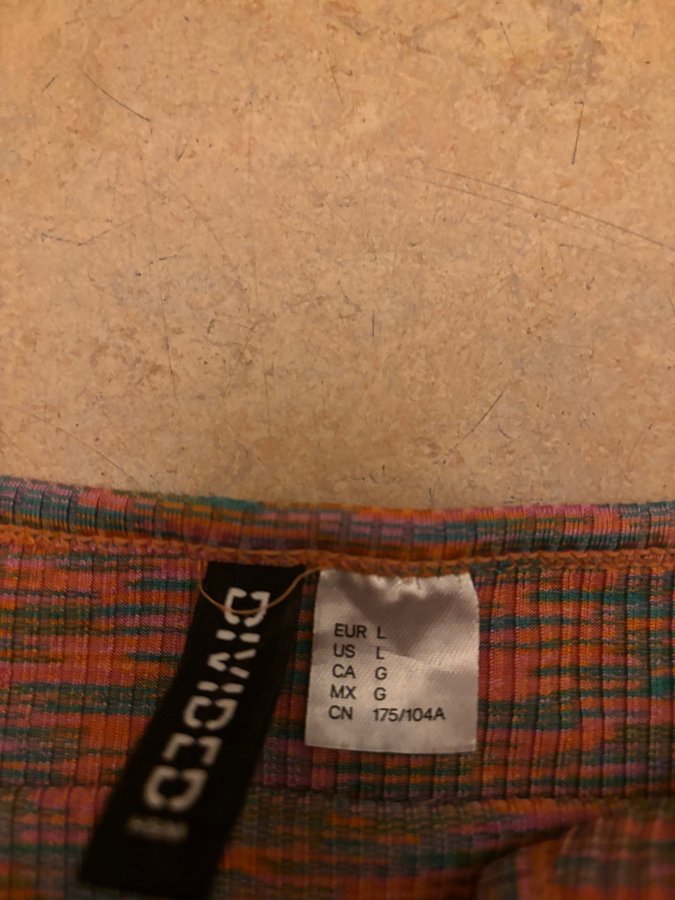 DIVIDED
H&M
EUR L
US L
CA G
MX G
CN 175/104A